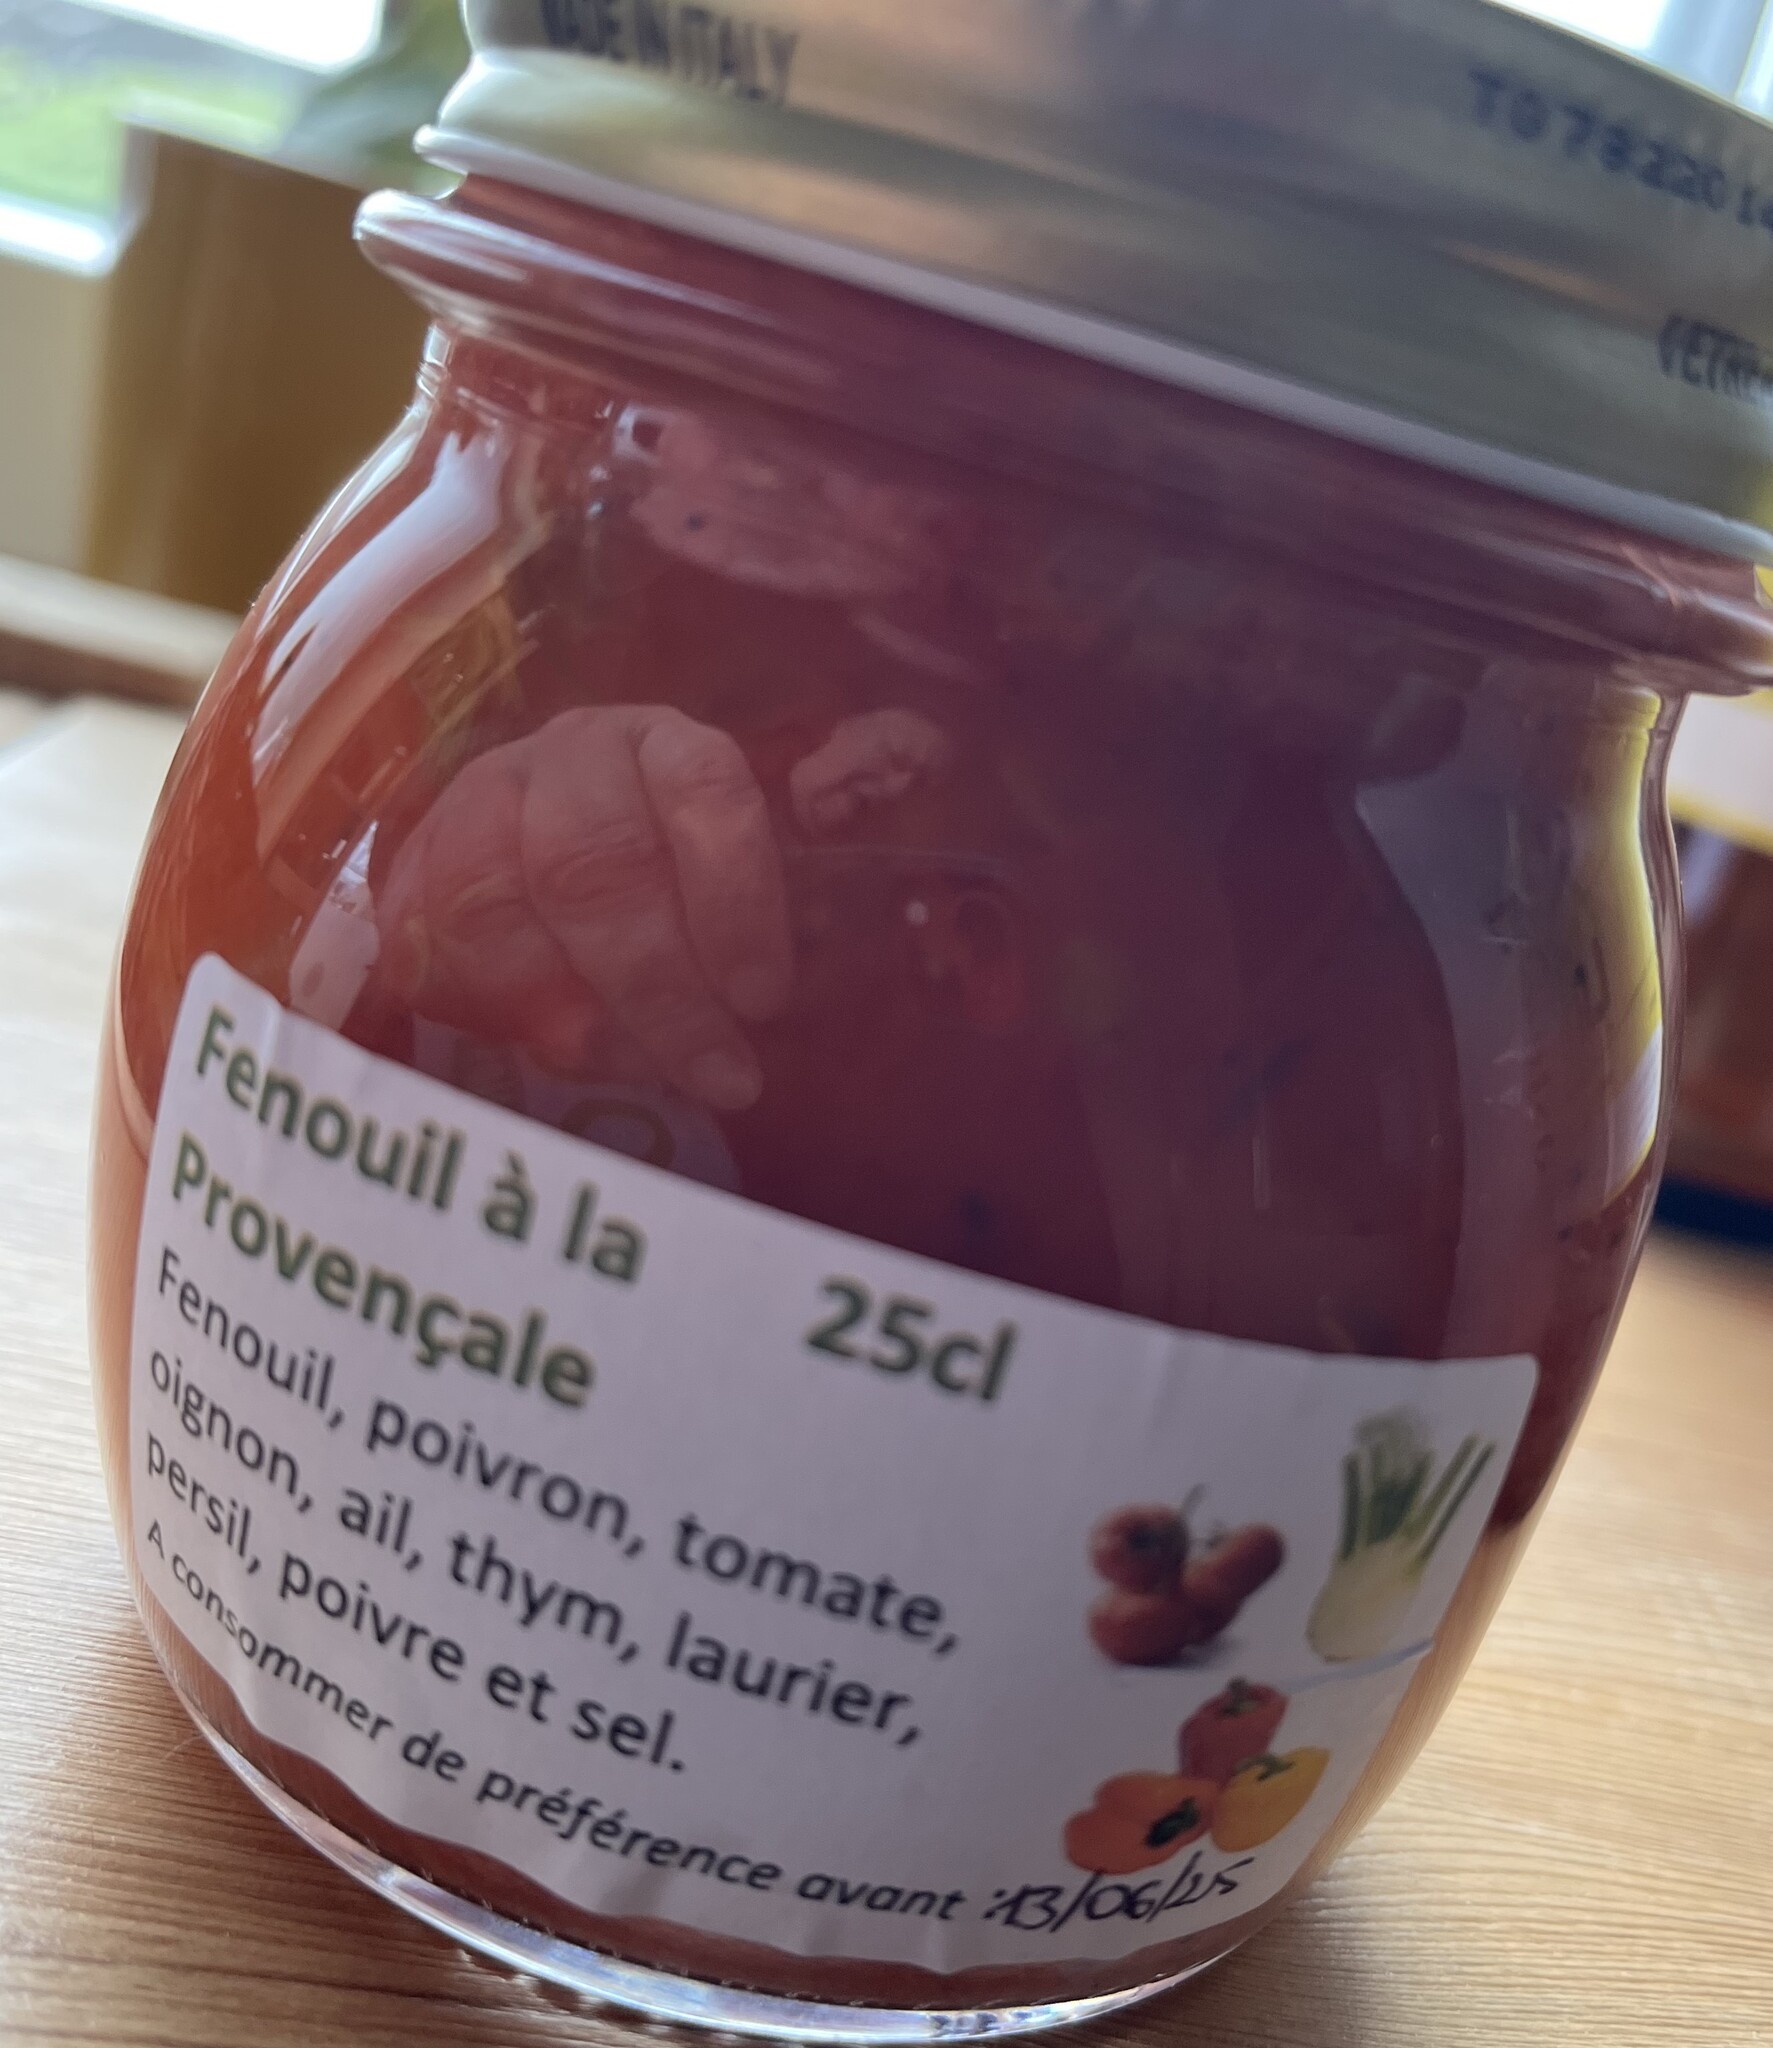 MADE IN ITALY
Fenouil à la
Provençale
25cl
Fenouil, poivron, tomate,
oignon, ail, thym, laurier,
persil, poivre et sel.
A consommer de préférence avant :13/06/25